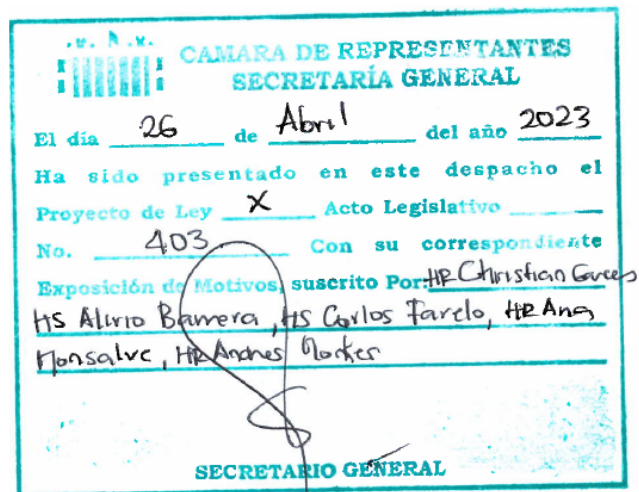 CAMARA DE REPRESENTANTES
SECRETARÍA GENERAL
El día 26 de Abril del año 2023
Ha sido presentado en este despacho el
Proyecto de Ley X Acto Legislativo
No. 403 Con su correspondiente
Exposición de Motivos, suscrito Por: HR Christian Garces
HS Alirio Barrera, HS Carlos Farelo, HR Ana
Monsalve, HR Andres Montes
SECRETARIO GENERAL